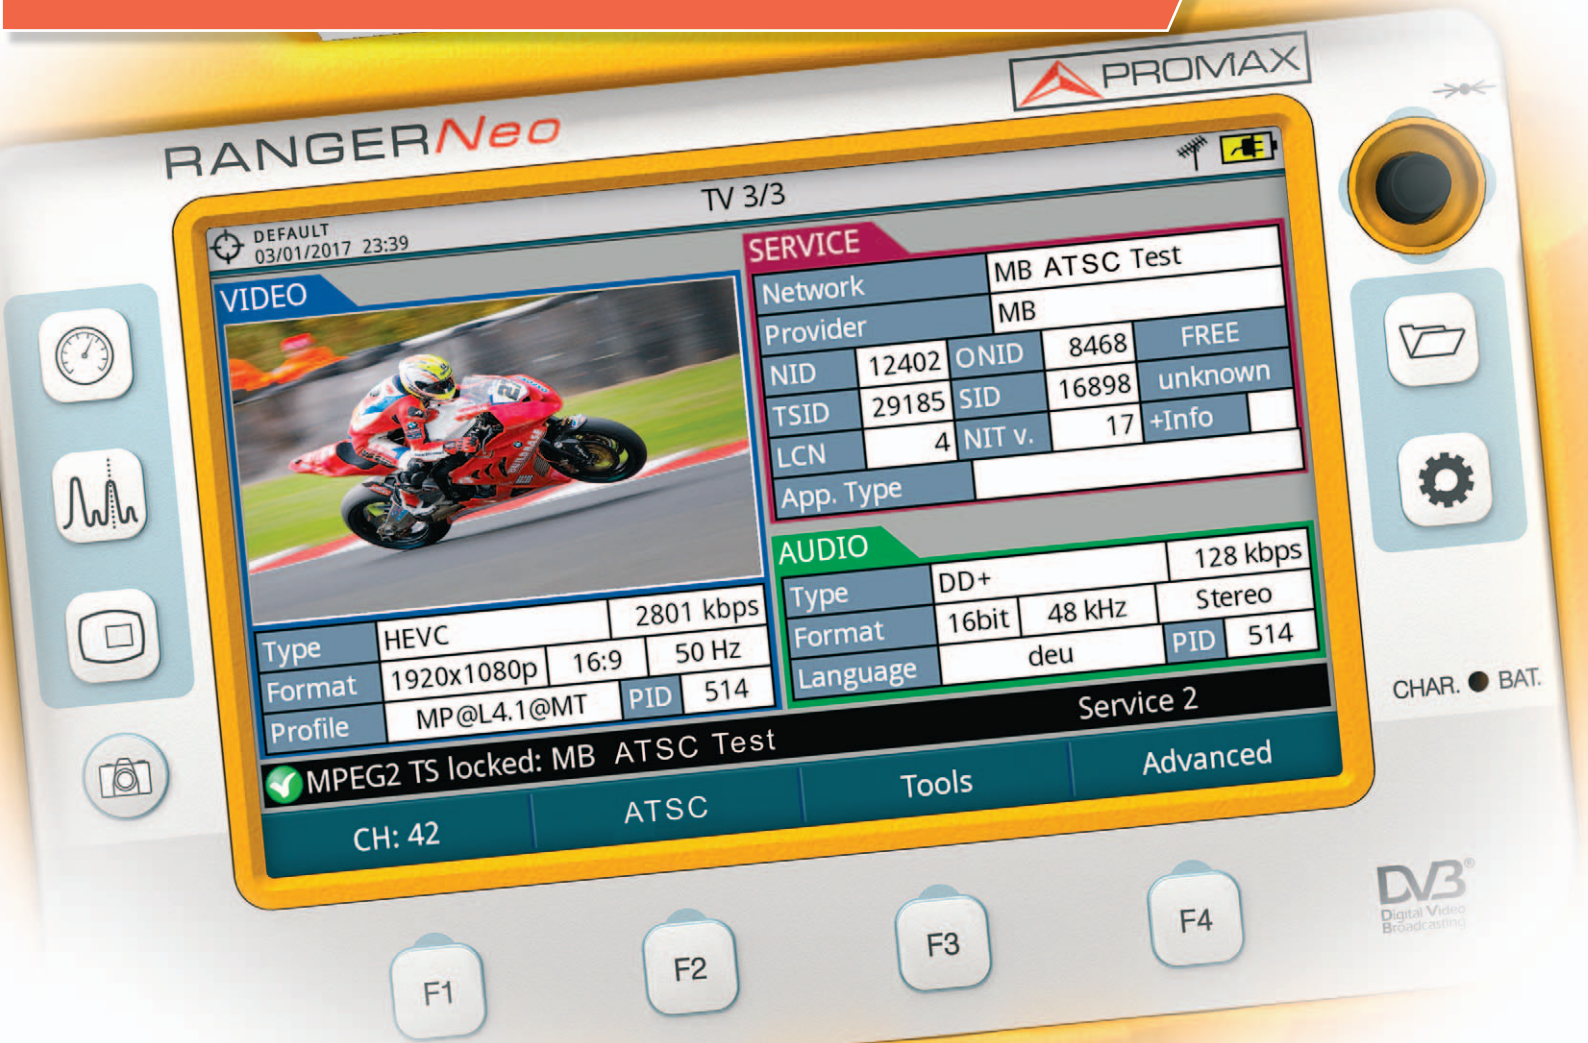 PROMAX
RANGERNeo
TV 3/3
DEFAULT
03/01/2017 23:39
VIDEO
Type HEVC 2801 kbps
Format 1920x1080p 16:9 50 Hz
Profile MP@L4.1@MT PID 514
SERVICE
Network MB ATSC Test
Provider MB
NID 12402 ONID 8468 FREE
TSID 29185 SID 16898 unknown
LCN 4 NIT v. 17 +Info
App. Type
AUDIO
Type DD+ 128 kbps
Format 16bit 48 kHz Stereo
Language deu PID 514
MPEG2 TS locked: MB ATSC Test Service 2
CH: 42 ATSC Tools Advanced
CHAR. BAT.
F1 F2 F3 F4
DVB®
Digital Video
Broadcasting